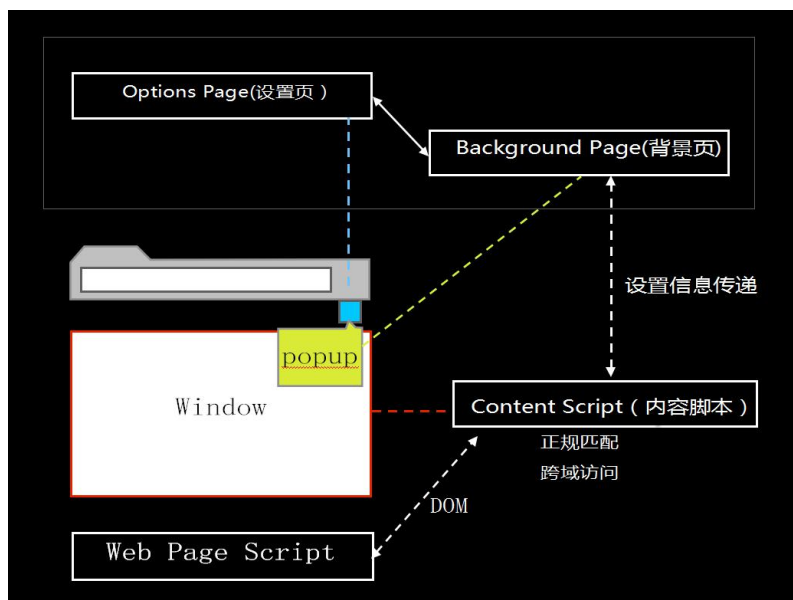 Options Page(设置页）
Background Page(背景页)
设置信息传递
popup
Window
Content Script（内容脚本）
正规匹配
跨域访问
DOM
Web Page Script